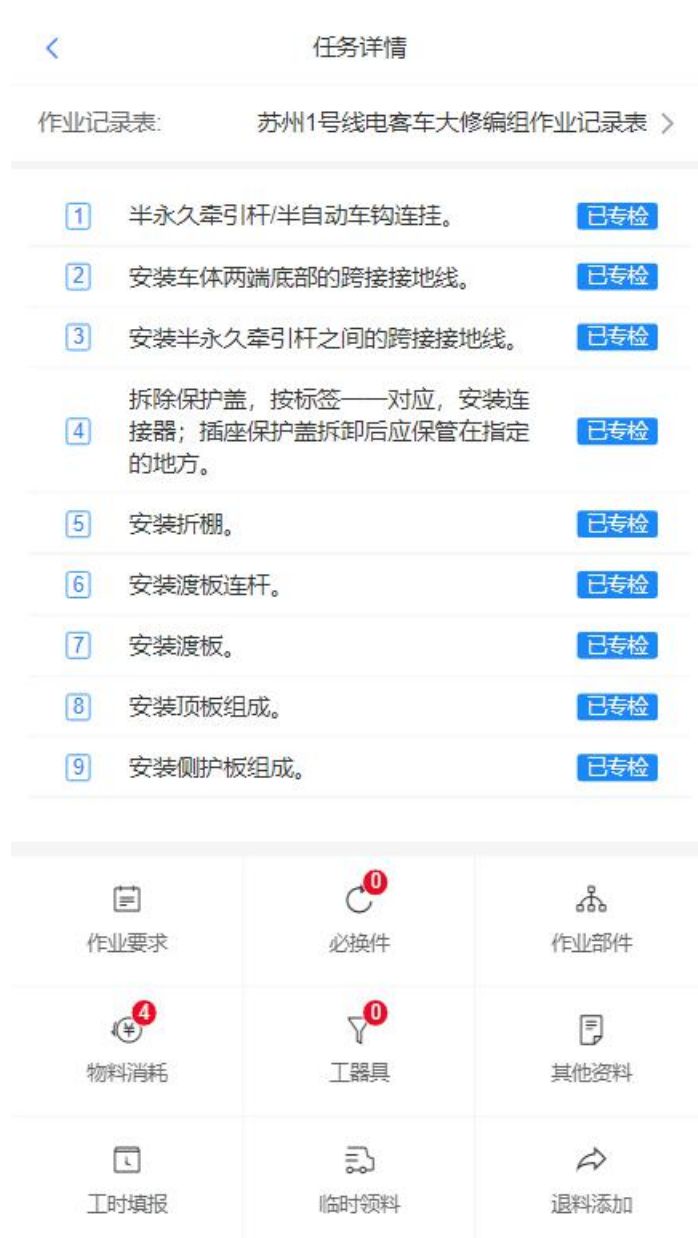 任务详情
作业记录表: 苏州1号线电客车大修编组作业记录表
1 半永久牵引杆/半自动车钩连挂。 已专检
2 安装车体两端底部的跨接接地线。 已专检
3 安装半永久牵引杆之间的跨接接地线。 已专检
拆除保护盖，按标签——对应，安装连
4 接器；插座保护盖拆卸后应保管在指定 已专检
的地方。
5 安装折棚。 已专检
6 安装渡板连杆。 已专检
7 安装渡板。 已专检
8 安装顶板组成。 已专检
9 安装侧护板组成。 已专检
0
作业要求 必换件 作业部件
4 0
物料消耗 工器具 其他资料
工时填报 临时领料 退料添加